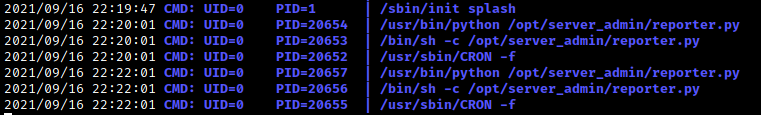 2021/09/16 22:19:47 CMD: UID=0    PID=1      | /sbin/init splash
2021/09/16 22:20:01 CMD: UID=0    PID=20654  | /usr/bin/python /opt/server_admin/reporter.py
2021/09/16 22:20:01 CMD: UID=0    PID=20653  | /bin/sh -c /opt/server_admin/reporter.py
2021/09/16 22:20:01 CMD: UID=0    PID=20652  | /usr/sbin/CRON -f
2021/09/16 22:22:01 CMD: UID=0    PID=20657  | /usr/bin/python /opt/server_admin/reporter.py
2021/09/16 22:22:01 CMD: UID=0    PID=20656  | /bin/sh -c /opt/server_admin/reporter.py
2021/09/16 22:22:01 CMD: UID=0    PID=20655  | /usr/sbin/CRON -f